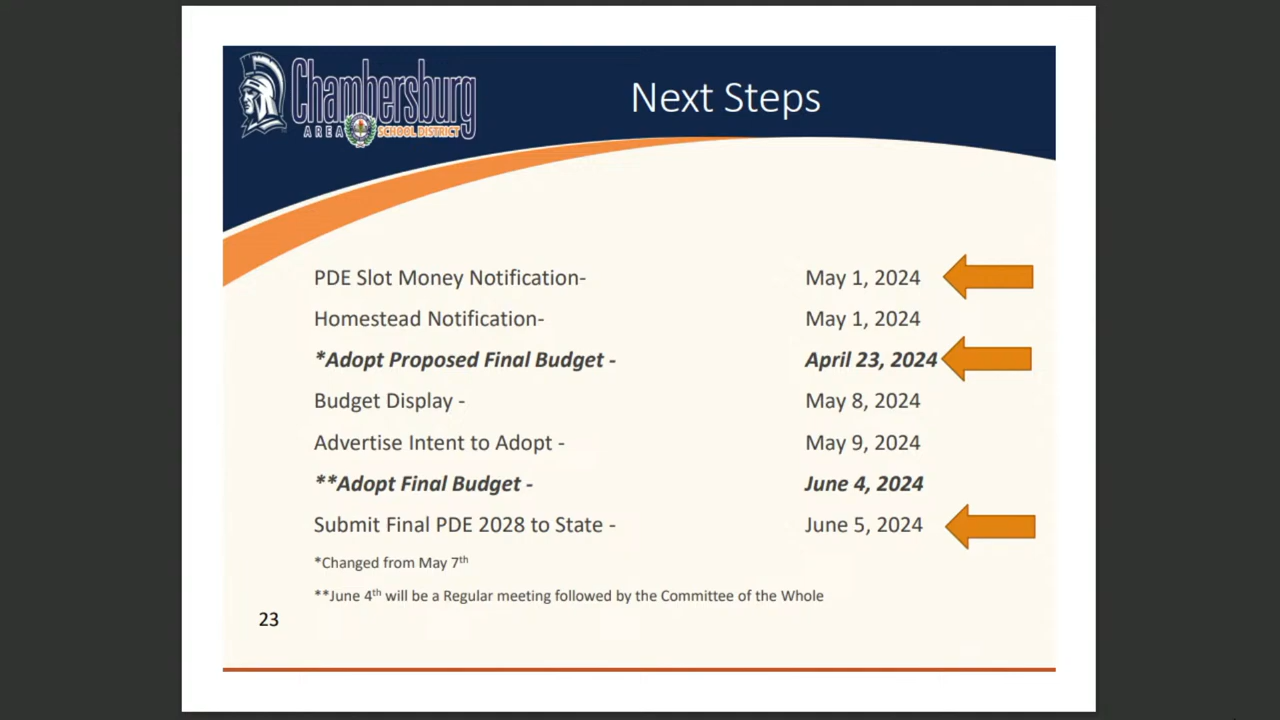 Chambersburg
AREA SCHOOL DISTRICT
Next Steps
PDE Slot Money Notification- May 1, 2024
Homestead Notification- May 1, 2024
*Adopt Proposed Final Budget - April 23, 2024
Budget Display - May 8, 2024
Advertise Intent to Adopt - May 9, 2024
**Adopt Final Budget - June 4, 2024
Submit Final PDE 2028 to State - June 5, 2024
*Changed from May 7th
**June 4th will be a Regular meeting followed by the Committee of the Whole
23